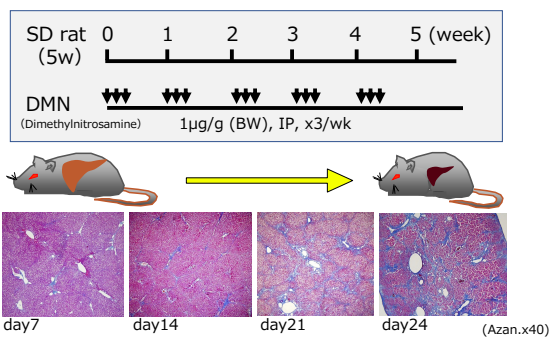 SD rat 0 1 2 3 4 5 (week)
(5w)
DMN
(Dimethylnitrosamine)
1μg/g (BW), IP, x3/wk
day7 day14 day21 day24
(Azan.x40)